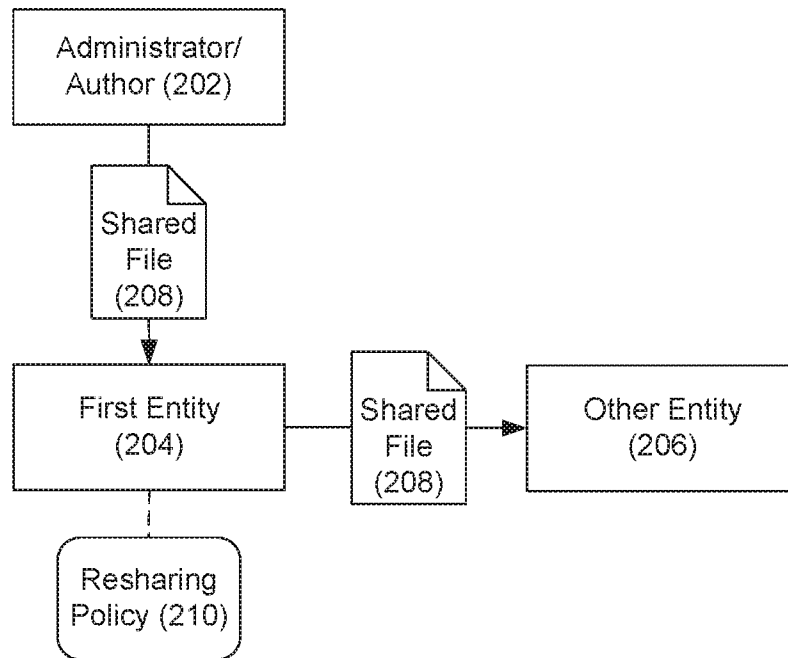 Administrator/
Author (202)
Shared
File
(208)
First Entity
(204)
Shared
File
(208)
Other Entity
(206)
Resharing
Policy (210)